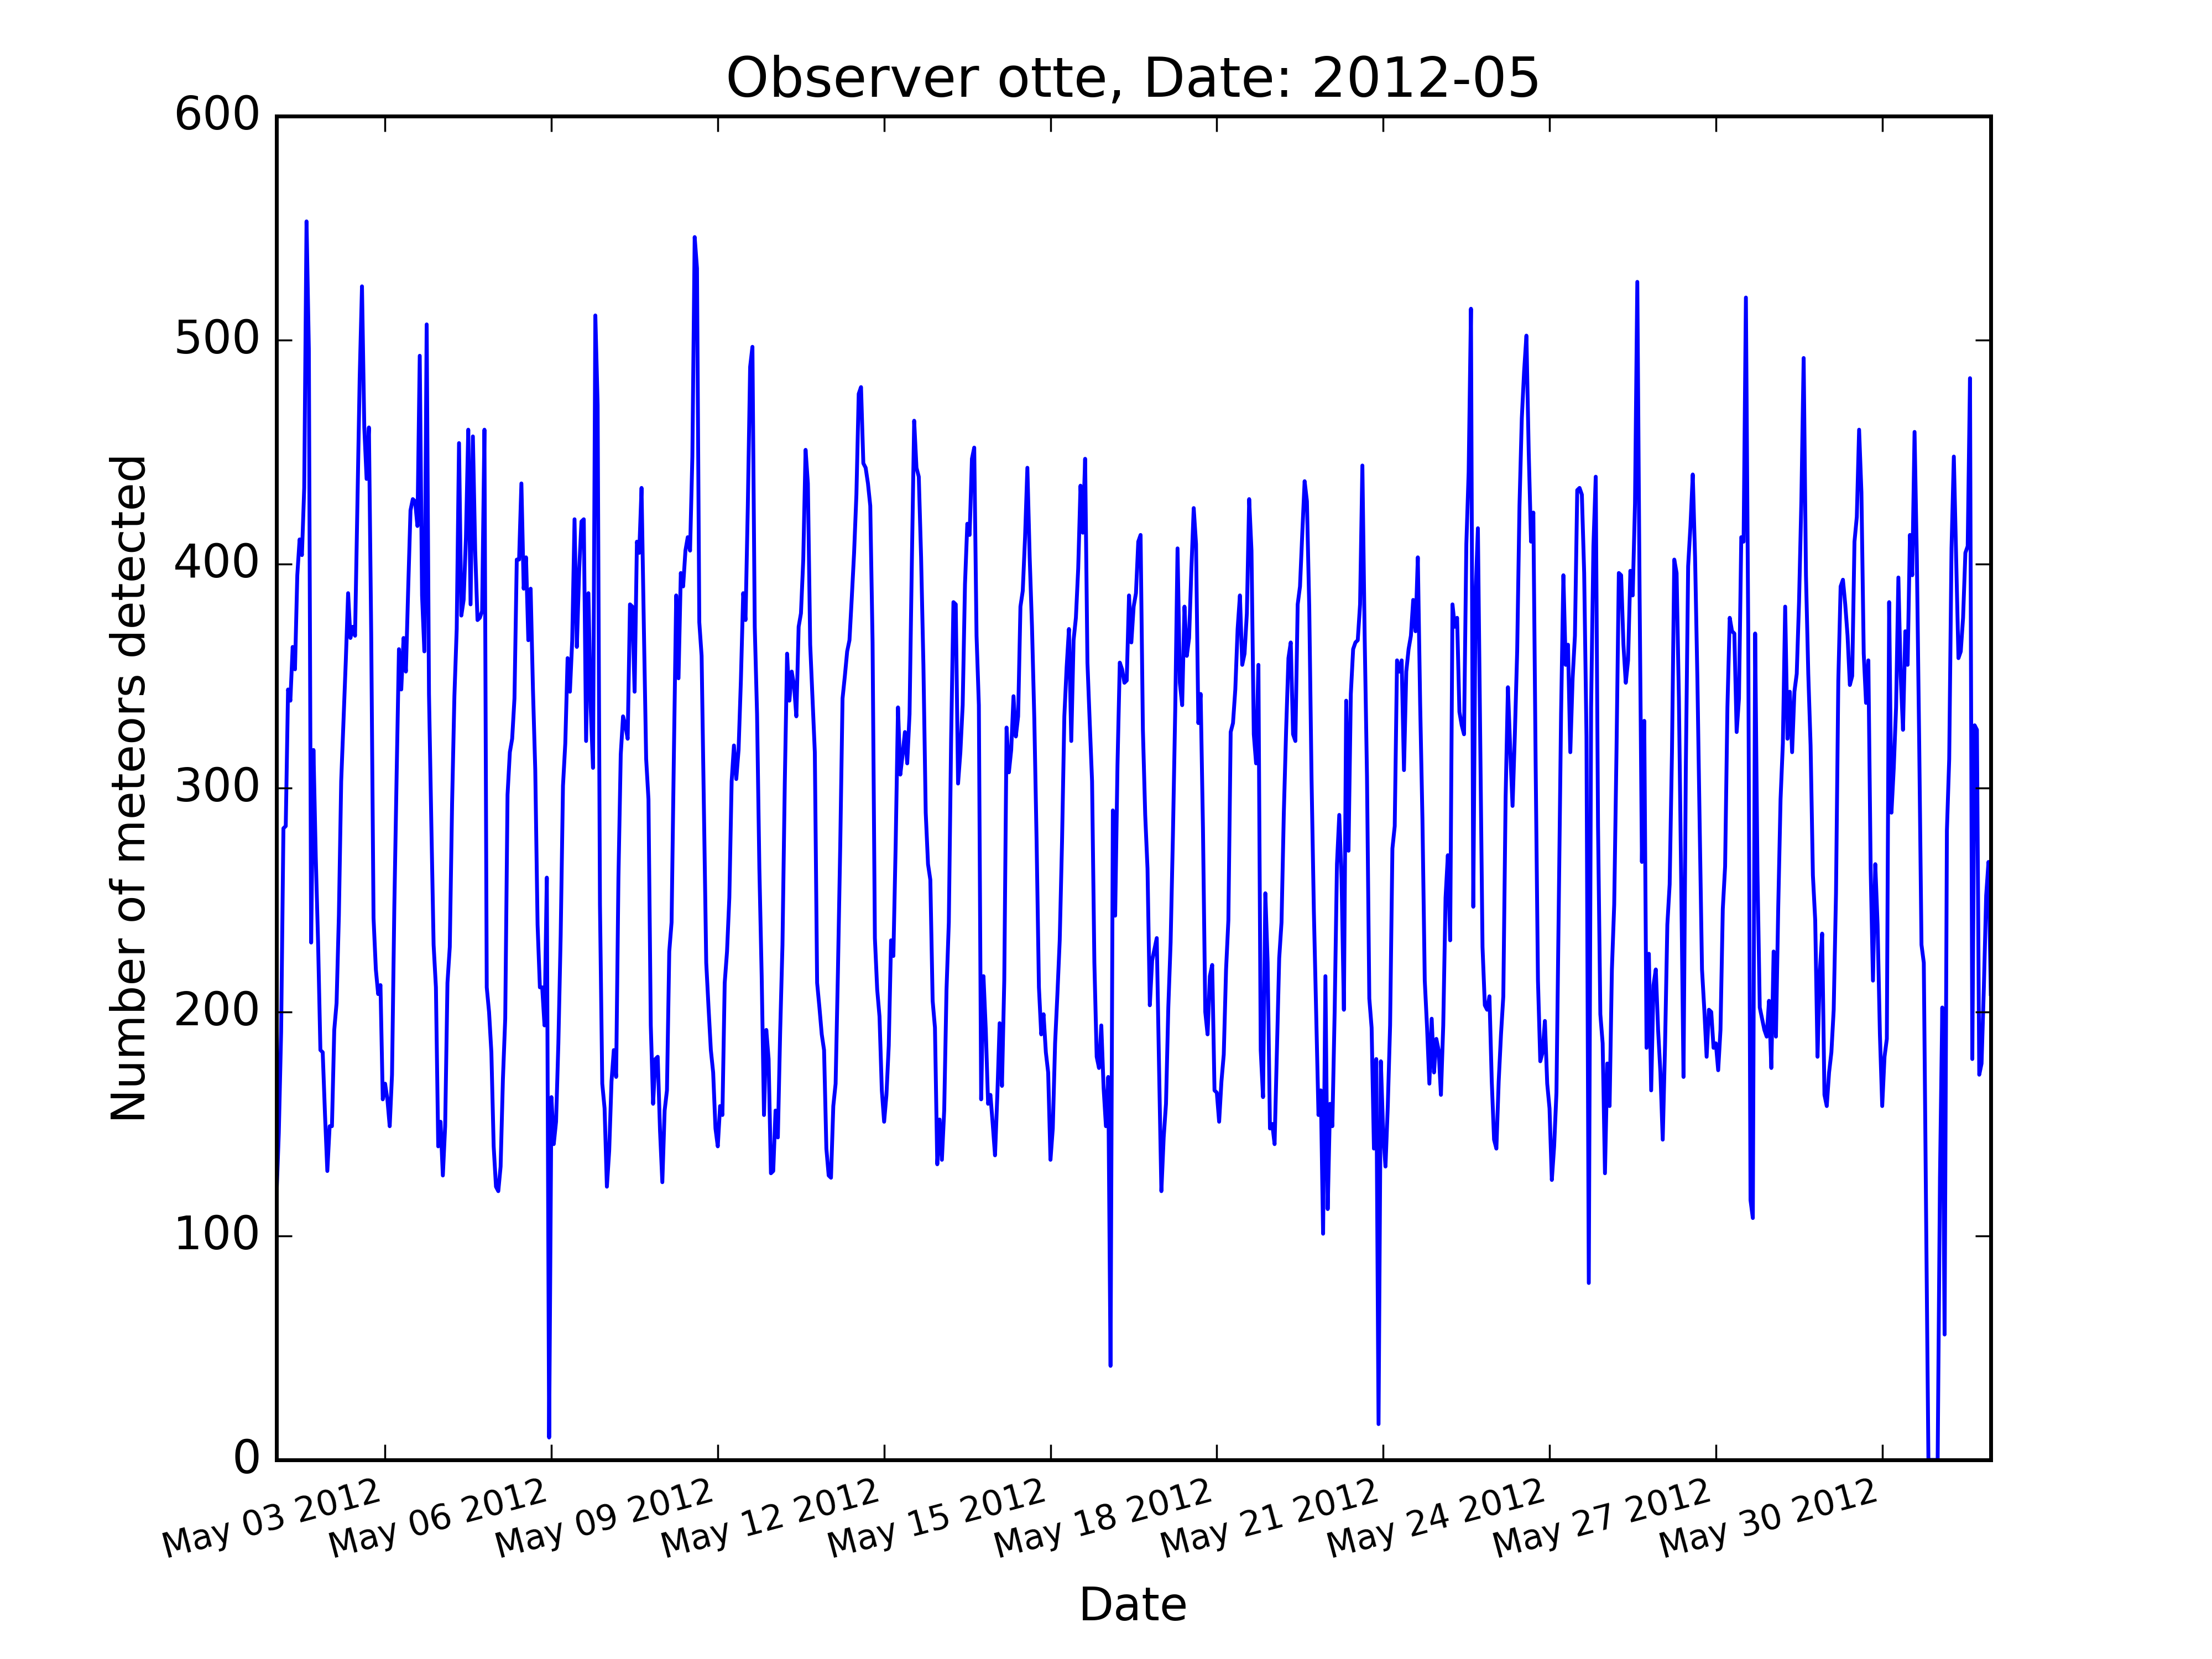 Observer otte, Date: 2012-05
600
500
400
300
200
100
0
Number of meteors detected
May 03 2012
May 06 2012
May 09 2012
May 12 2012
May 15 2012
May 18 2012
May 21 2012
May 24 2012
May 27 2012
May 30 2012
Date